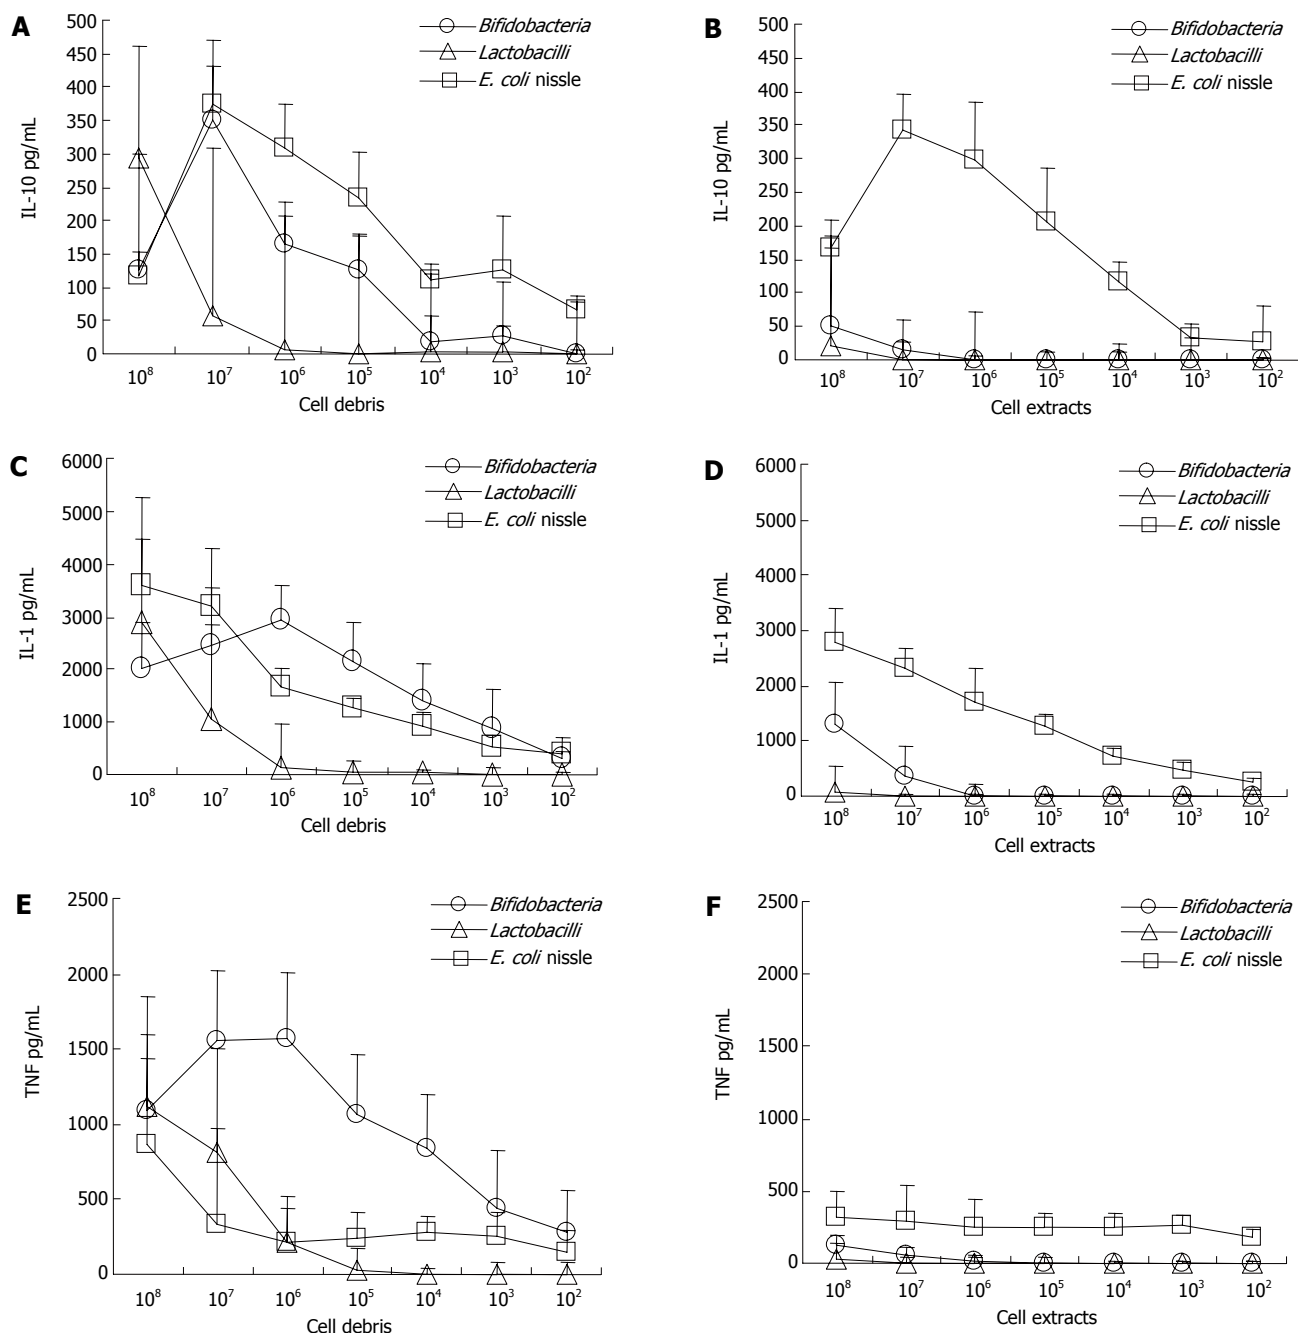 A
Bifidobacteria
Lactobacilli
E. coli nissle
500
450
400
350
300
250
200
150
100
50
0
IL-10 pg/mL
10⁸ 10⁷ 10⁶ 10⁵ 10⁴ 10³ 10²
Cell debris
B
Bifidobacteria
Lactobacilli
E. coli nissle
500
450
400
350
300
250
200
150
100
50
0
IL-10 pg/mL
10⁸ 10⁷ 10⁶ 10⁵ 10⁴ 10³ 10²
Cell extracts
C
Bifidobacteria
Lactobacilli
E. coli nissle
6000
5000
4000
3000
2000
1000
0
IL-1 pg/mL
10⁸ 10⁷ 10⁶ 10⁵ 10⁴ 10³ 10²
Cell debris
D
Bifidobacteria
Lactobacilli
E. coli nissle
6000
5000
4000
3000
2000
1000
0
IL-1 pg/mL
10⁸ 10⁷ 10⁶ 10⁵ 10⁴ 10³ 10²
Cell extracts
E
Bifidobacteria
Lactobacilli
E. coli nissle
2500
2000
1500
1000
500
0
TNF pg/mL
10⁸ 10⁷ 10⁶ 10⁵ 10⁴ 10³ 10²
Cell debris
F
Bifidobacteria
Lactobacilli
E. coli nissle
2500
2000
1500
1000
500
0
TNF pg/mL
10⁸ 10⁷ 10⁶ 10⁵ 10⁴ 10³ 10²
Cell extracts